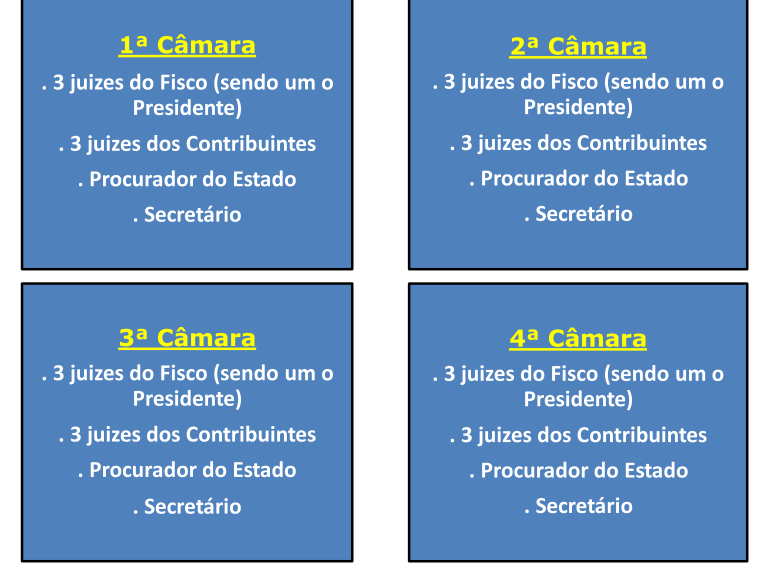 1ª Câmara
. 3 juizes do Fisco (sendo um o
Presidente)
. 3 juizes dos Contribuintes
. Procurador do Estado
. Secretário
2ª Câmara
. 3 juizes do Fisco (sendo um o
Presidente)
. 3 juizes dos Contribuintes
. Procurador do Estado
. Secretário
3ª Câmara
. 3 juizes do Fisco (sendo um o
Presidente)
. 3 juizes dos Contribuintes
. Procurador do Estado
. Secretário
4ª Câmara
. 3 juizes do Fisco (sendo um o
Presidente)
. 3 juizes dos Contribuintes
. Procurador do Estado
. Secretário